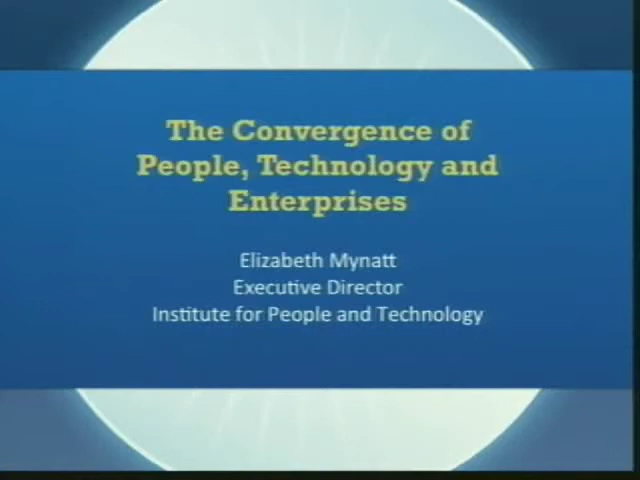 The Convergence of
People, Technology and
Enterprises
Elizabeth Mynatt
Executive Director
Institute for People and Technology